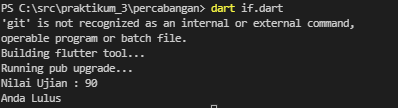 PS C:\src\praktikum_3\percabangan> dart if.dart
'git' is not recognized as an internal or external command,
operable program or batch file.
Building flutter tool...
Running pub upgrade...
Nilai Ujian : 90
Anda Lulus